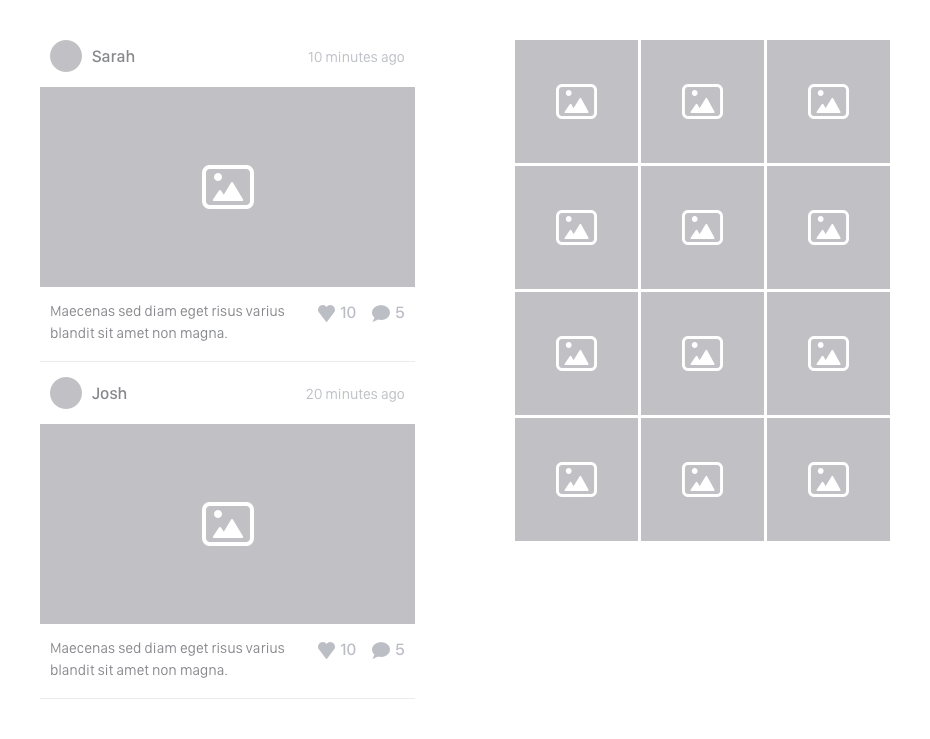 Sarah
10 minutes ago
Maecenas sed diam eget risus varius
blandit sit amet non magna.
10
5
Josh
20 minutes ago
Maecenas sed diam eget risus varius
blandit sit amet non magna.
10
5